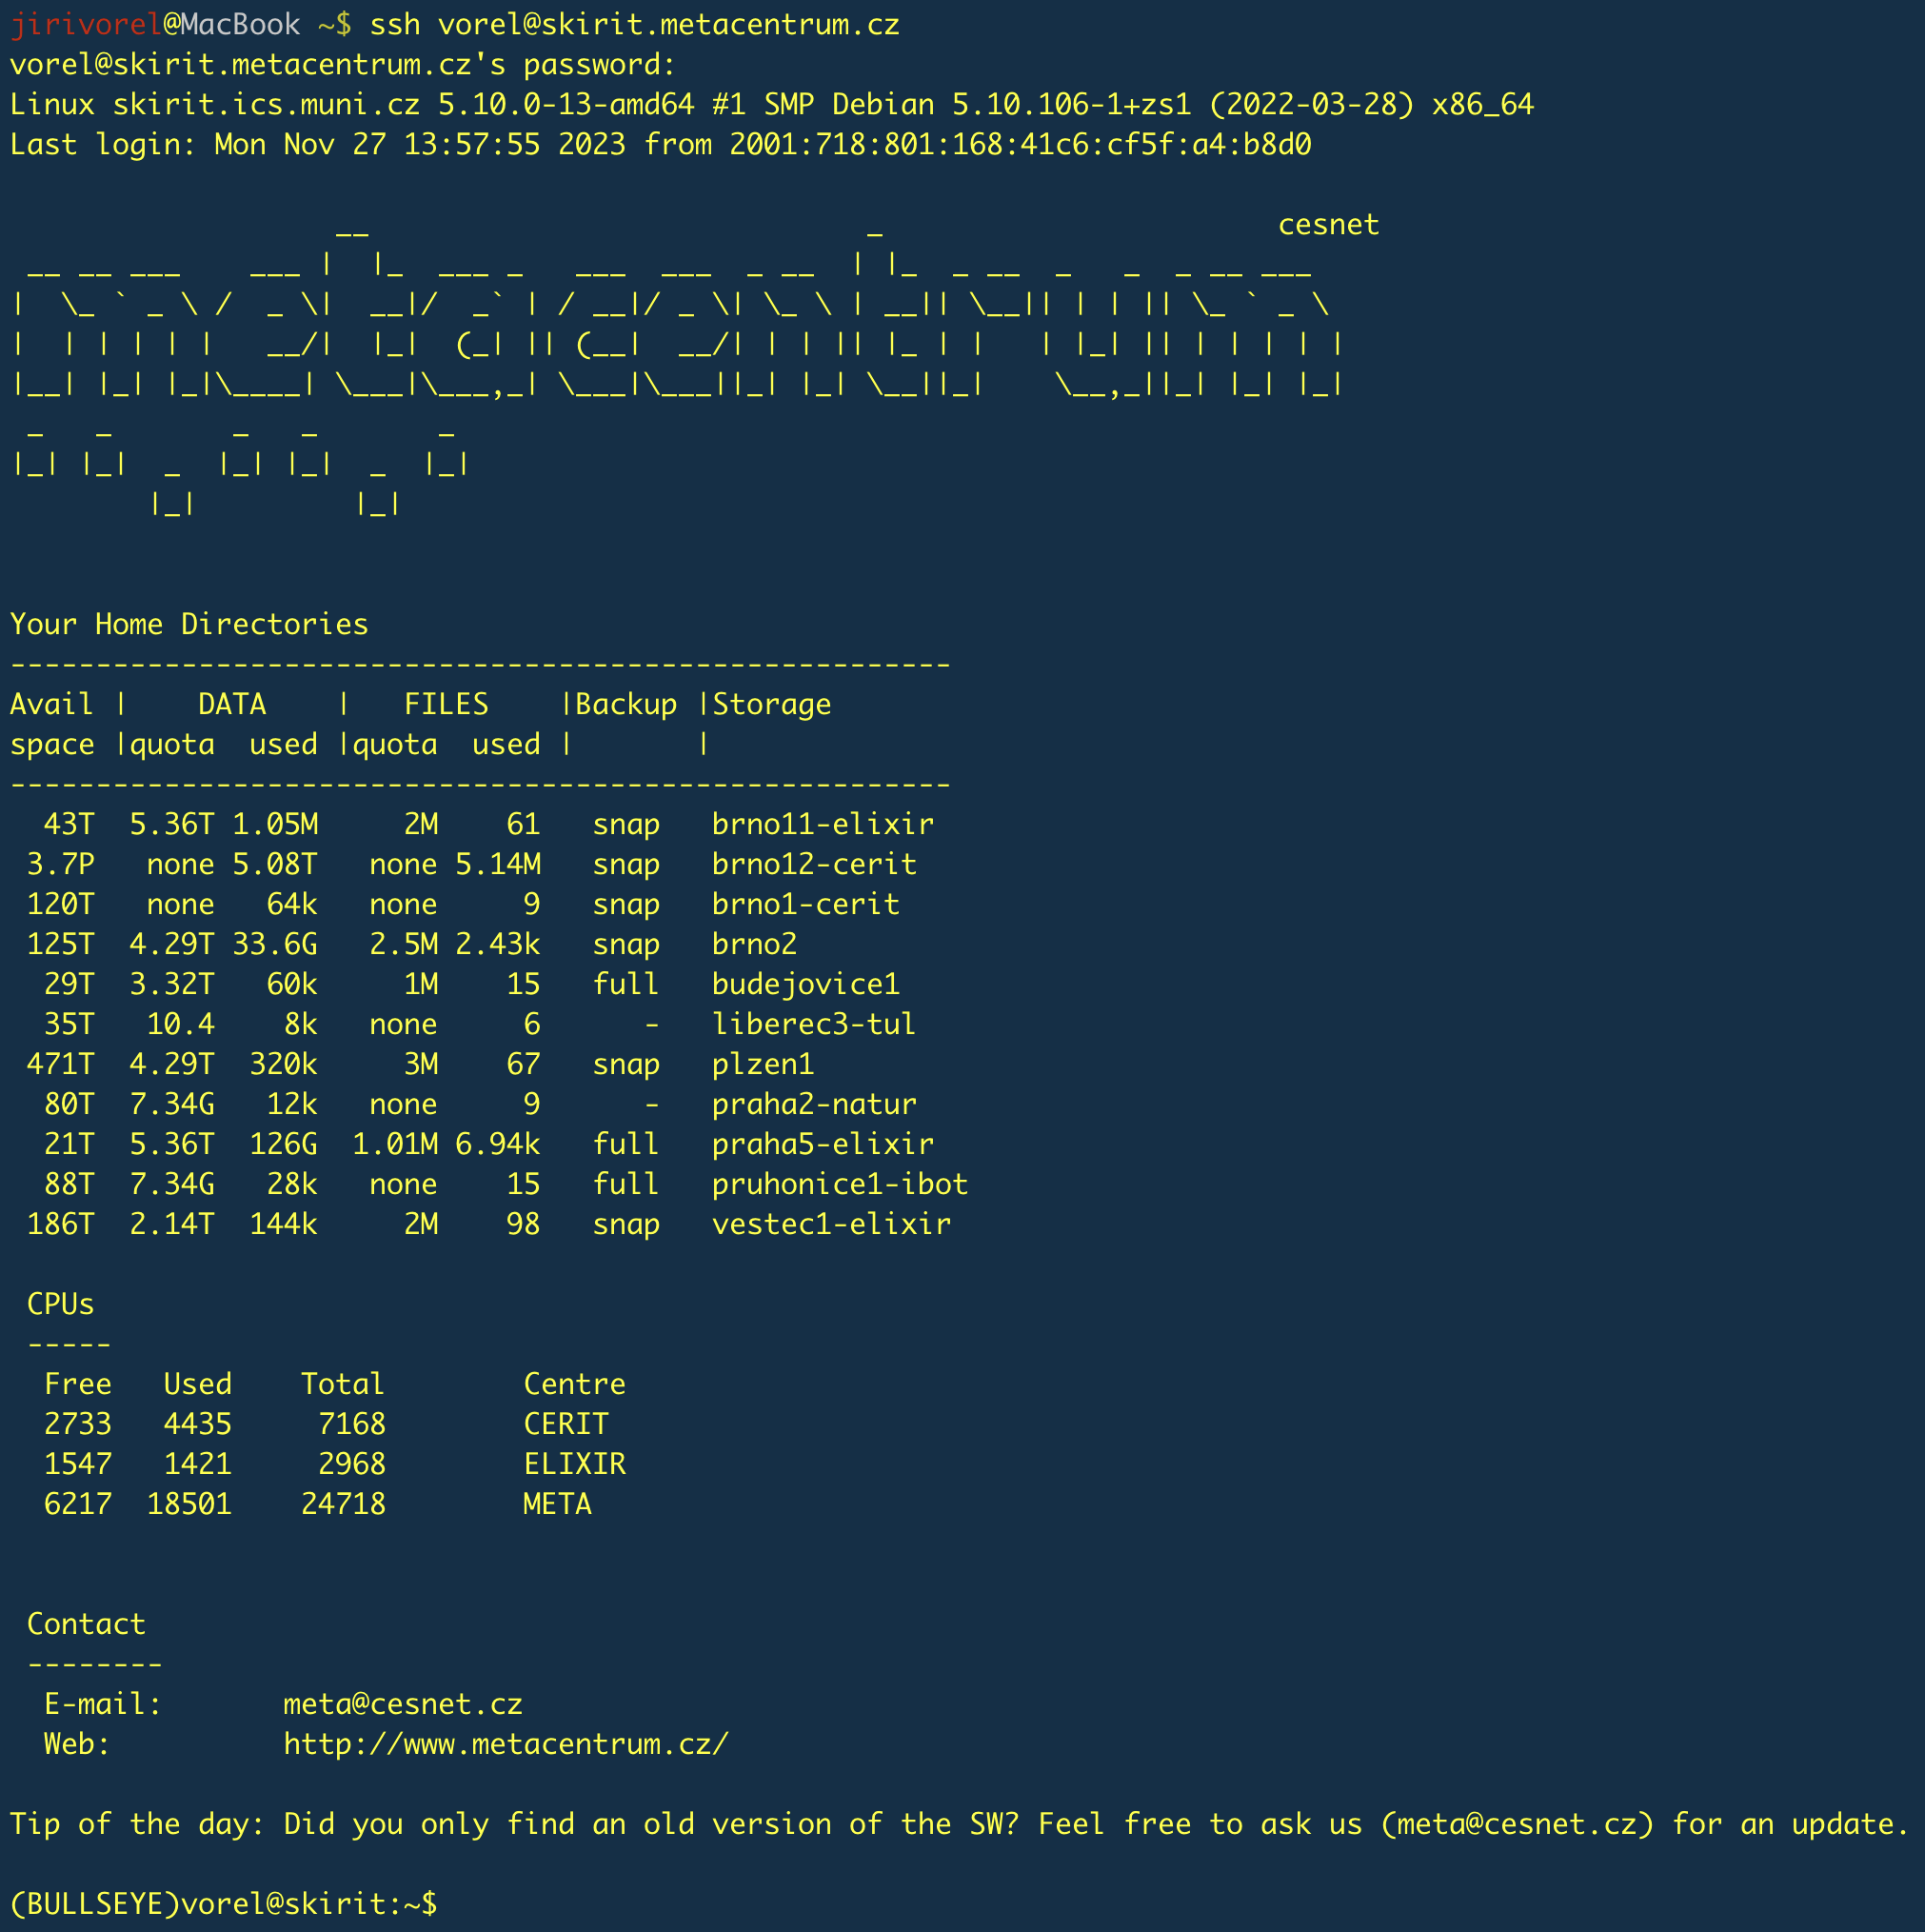 jirivorel@MacBook ~$ ssh vorel@skirit.metacentrum.cz
vorel@skirit.metacentrum.cz's password:
Linux skirit.ics.muni.cz 5.10.0-13-amd64 #1 SMP Debian 5.10.106-1+zs1 (2022-03-28) x86_64
Last login: Mon Nov 27 13:57:55 2023 from 2001:718:801:168:41c6:cf5f:a4:b8d0
cesnet
metacentrum
Your Home Directories
-------------------------------------------------------
Avail |    DATA    |   FILES    |Backup |Storage
space |quota  used |quota  used |       |
-------------------------------------------------------
  43T  5.36T 1.05M     2M    61   snap   brno11-elixir
 3.7P   none 5.08T   none 5.14M   snap   brno12-cerit
 120T   none   64k   none     9   snap   brno1-cerit
 125T  4.29T 33.6G   2.5M 2.43k   snap   brno2
  29T  3.32T   60k     1M    15   full   budejovice1
  35T   10.4    8k   none     6      -   liberec3-tul
 471T  4.29T  320k     3M    67   snap   plzen1
  80T  7.34G   12k   none     9      -   praha2-natur
  21T  5.36T  126G  1.01M 6.94k   full   praha5-elixir
  88T  7.34G   28k   none    15   full   pruhonice1-ibot
 186T  2.14T  144k     2M    98   snap   vestec1-elixir
 CPUs
 -----
  Free   Used    Total        Centre
  2733   4435     7168        CERIT
  1547   1421     2968        ELIXIR
  6217  18501    24718        META
 Contact
 --------
  E-mail:       meta@cesnet.cz
  Web:          http://www.metacentrum.cz/
Tip of the day: Did you only find an old version of the SW? Feel free to ask us (meta@cesnet.cz) for an update.
(BULLSEYE)vorel@skirit:~$